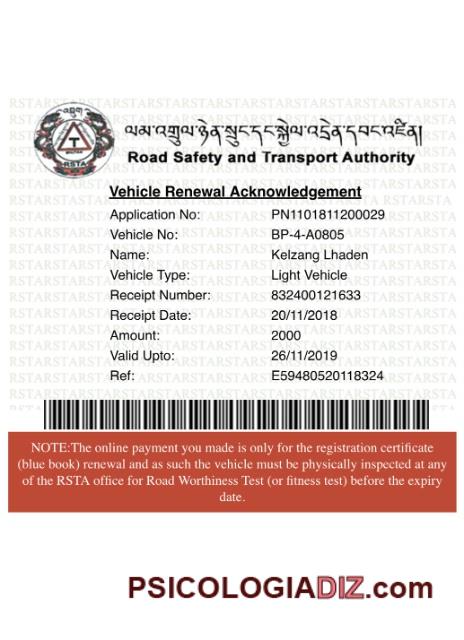 ལམ་འགྲུལ་ཉེན་སྲུང་དང་སྐྱེལ་འདྲེན་དབང་འཛིན།
Road Safety and Transport Authority
RSTA
Vehicle Renewal Acknowledgement
Application No: PN1101811200029
Vehicle No: BP-4-A0805
Name: Kelzang Lhaden
Vehicle Type: Light Vehicle
Receipt Number: 832400121633
Receipt Date: 20/11/2018
Amount: 2000
Valid Upto: 26/11/2019
Ref: E59480520118324
NOTE:The online payment you made is only for the registration certificate
(blue book) renewal and as such the vehicle must be physically inspected at any
of the RSTA office for Road Worthiness Test (or fitness test) before the expiry
date.
PSICOLOGIADIZ.com